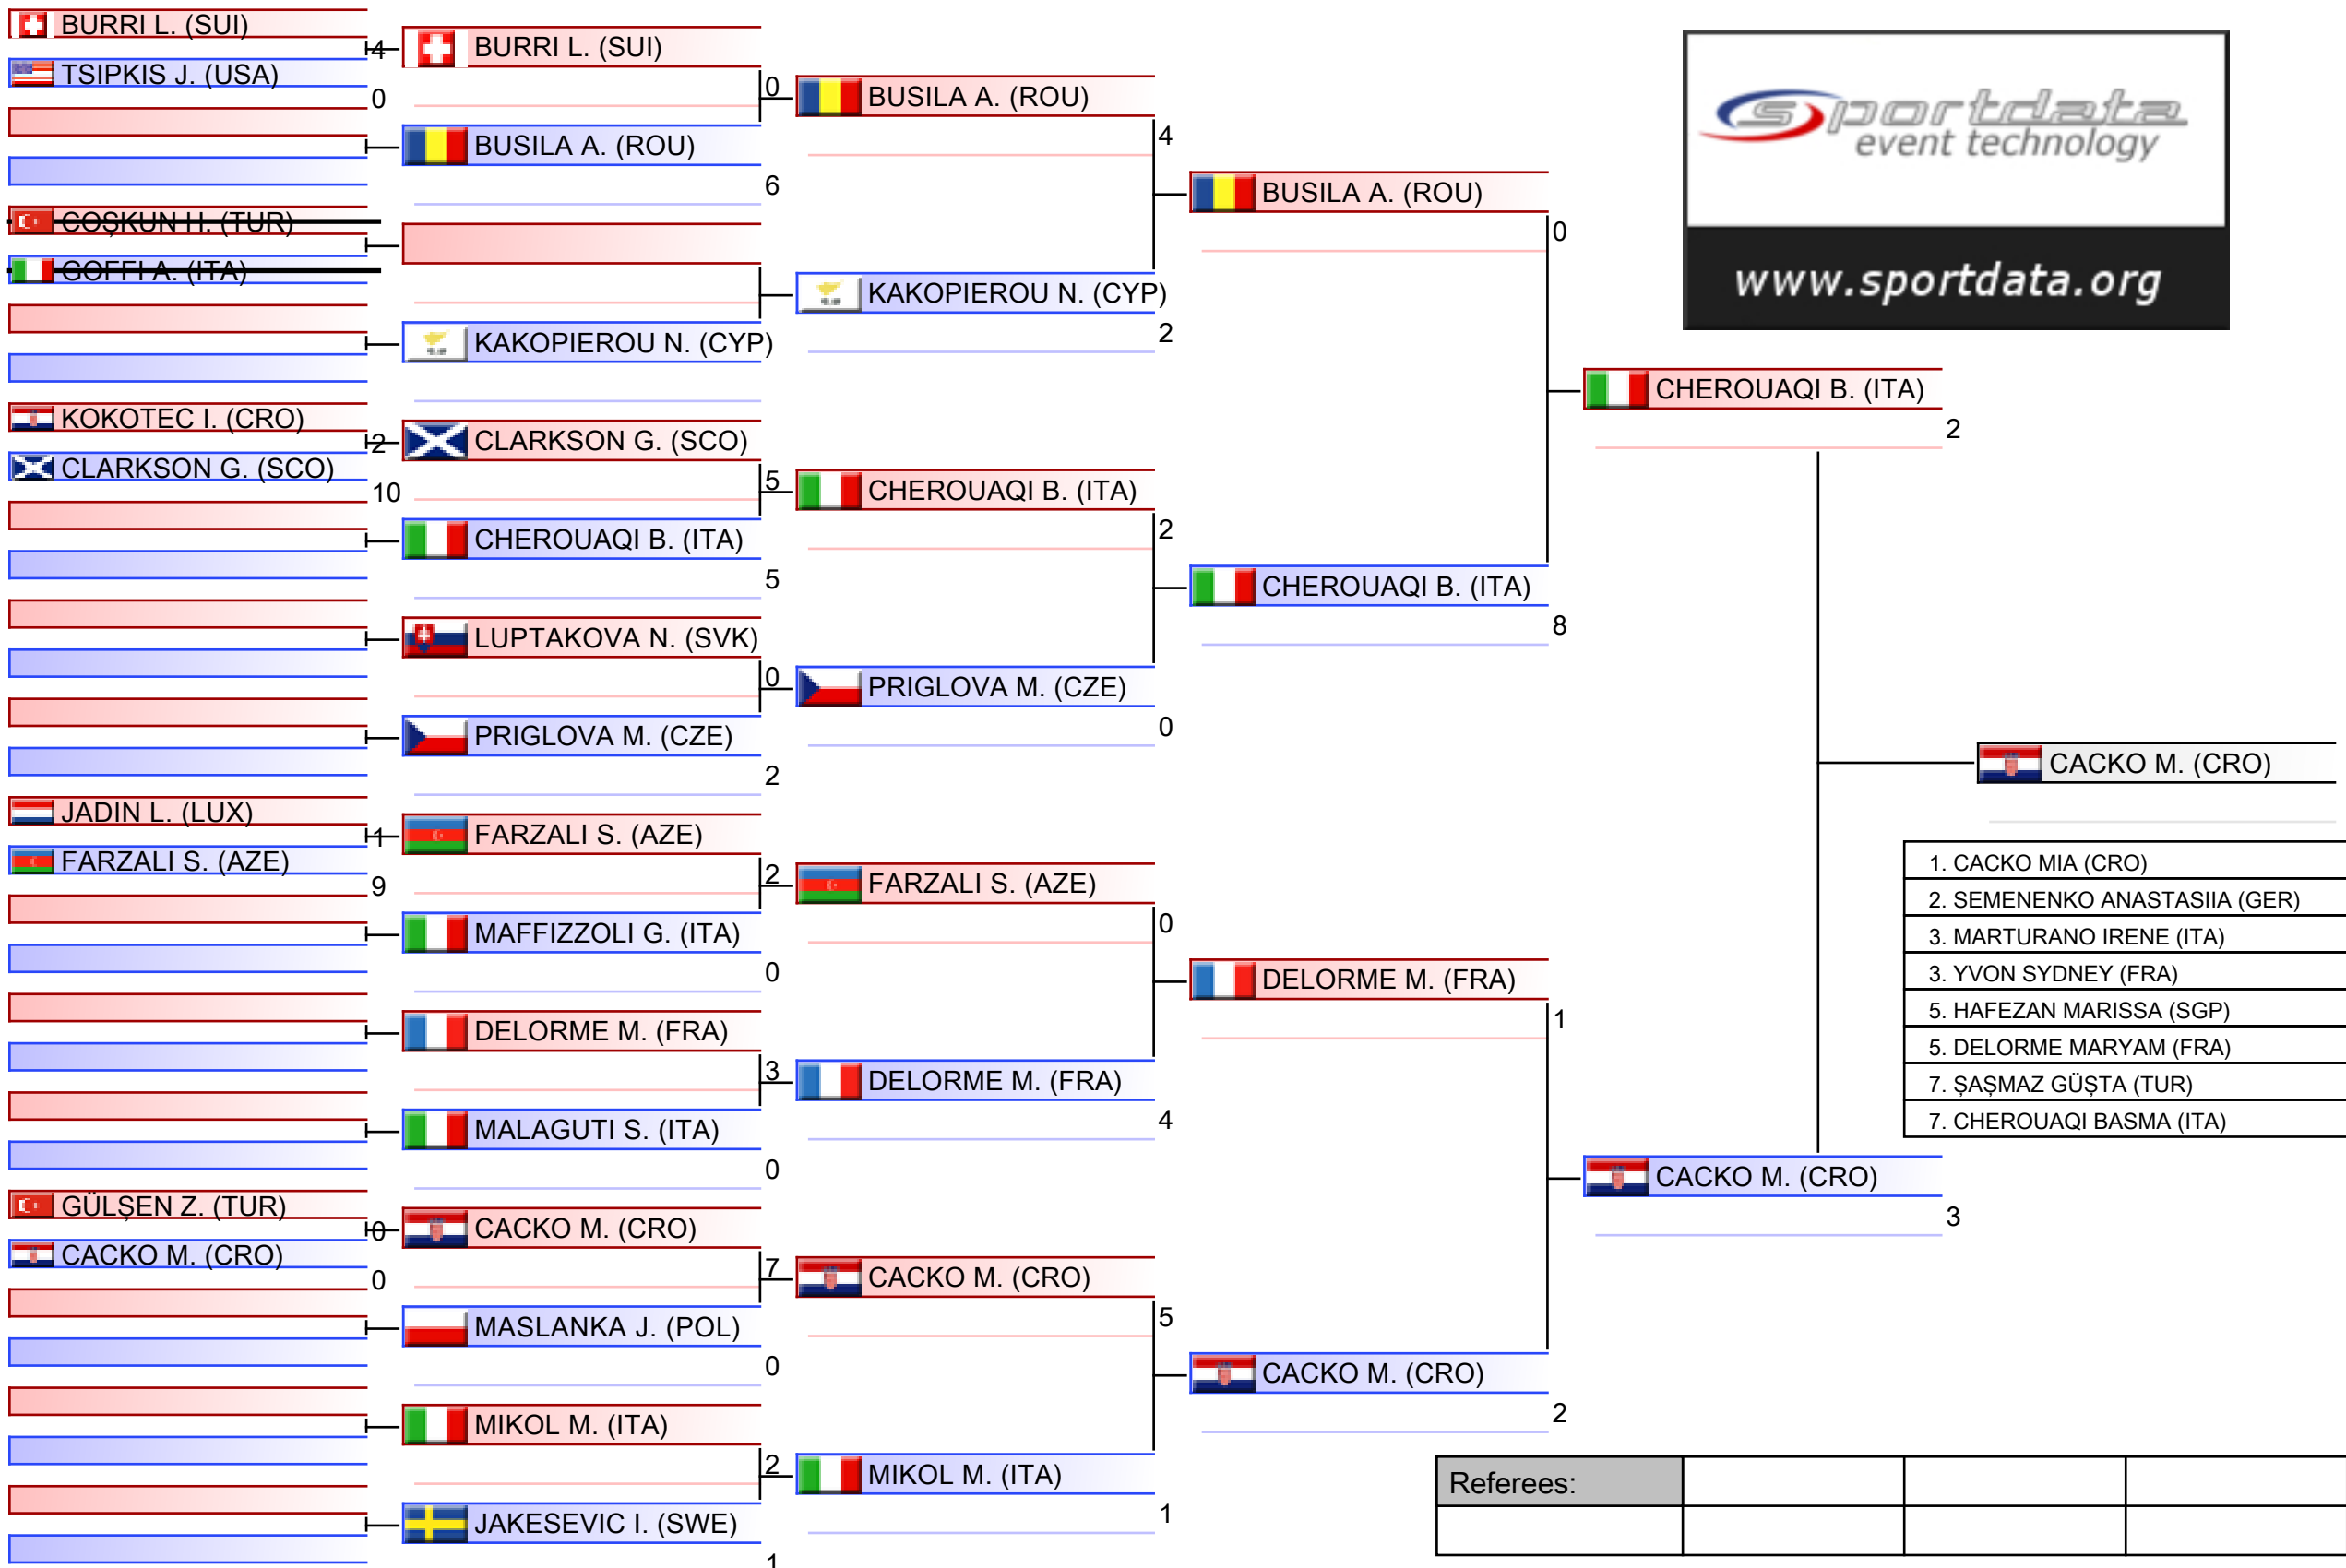 BURRI L. (SUI)
4
TSIPKIS J. (USA)
0
COŞKUN H. (TUR)
GOFFI A. (ITA)
KOKOTEC I. (CRO)
2
CLARKSON G. (SCO)
10
JADIN L. (LUX)
1
FARZALI S. (AZE)
9
GÜLŞEN Z. (TUR)
0
CACKO M. (CRO)
0
BURRI L. (SUI)
0
BUSILA A. (ROU)
6
KAKOPIEROU N. (CYP)
CLARKSON G. (SCO)
5
CHEROUAQI B. (ITA)
5
LUPTAKOVA N. (SVK)
0
PRIGLOVA M. (CZE)
2
FARZALI S. (AZE)
2
MAFFIZZOLI G. (ITA)
0
DELORME M. (FRA)
3
MALAGUTI S. (ITA)
0
CACKO M. (CRO)
7
MASLANKA J. (POL)
0
MIKOL M. (ITA)
2
JAKESEVIC I. (SWE)
1
BUSILA A. (ROU)
4
KAKOPIEROU N. (CYP)
2
CHEROUAQI B. (ITA)
2
PRIGLOVA M. (CZE)
0
FARZALI S. (AZE)
0
DELORME M. (FRA)
4
CACKO M. (CRO)
5
MIKOL M. (ITA)
1
BUSILA A. (ROU)
0
CHEROUAQI B. (ITA)
8
DELORME M. (FRA)
1
CACKO M. (CRO)
2
CHEROUAQI B. (ITA)
2
CACKO M. (CRO)
3
CACKO M. (CRO)
sportdata
event technology
www.sportdata.org
1. CACKO MIA (CRO)
2. SEMENENKO ANASTASIIA (GER)
3. MARTURANO IRENE (ITA)
3. YVON SYDNEY (FRA)
5. HAFEZAN MARISSA (SGP)
5. DELORME MARYAM (FRA)
7. ŞAŞMAZ GÜŞTA (TUR)
7. CHEROUAQI BASMA (ITA)
Referees: